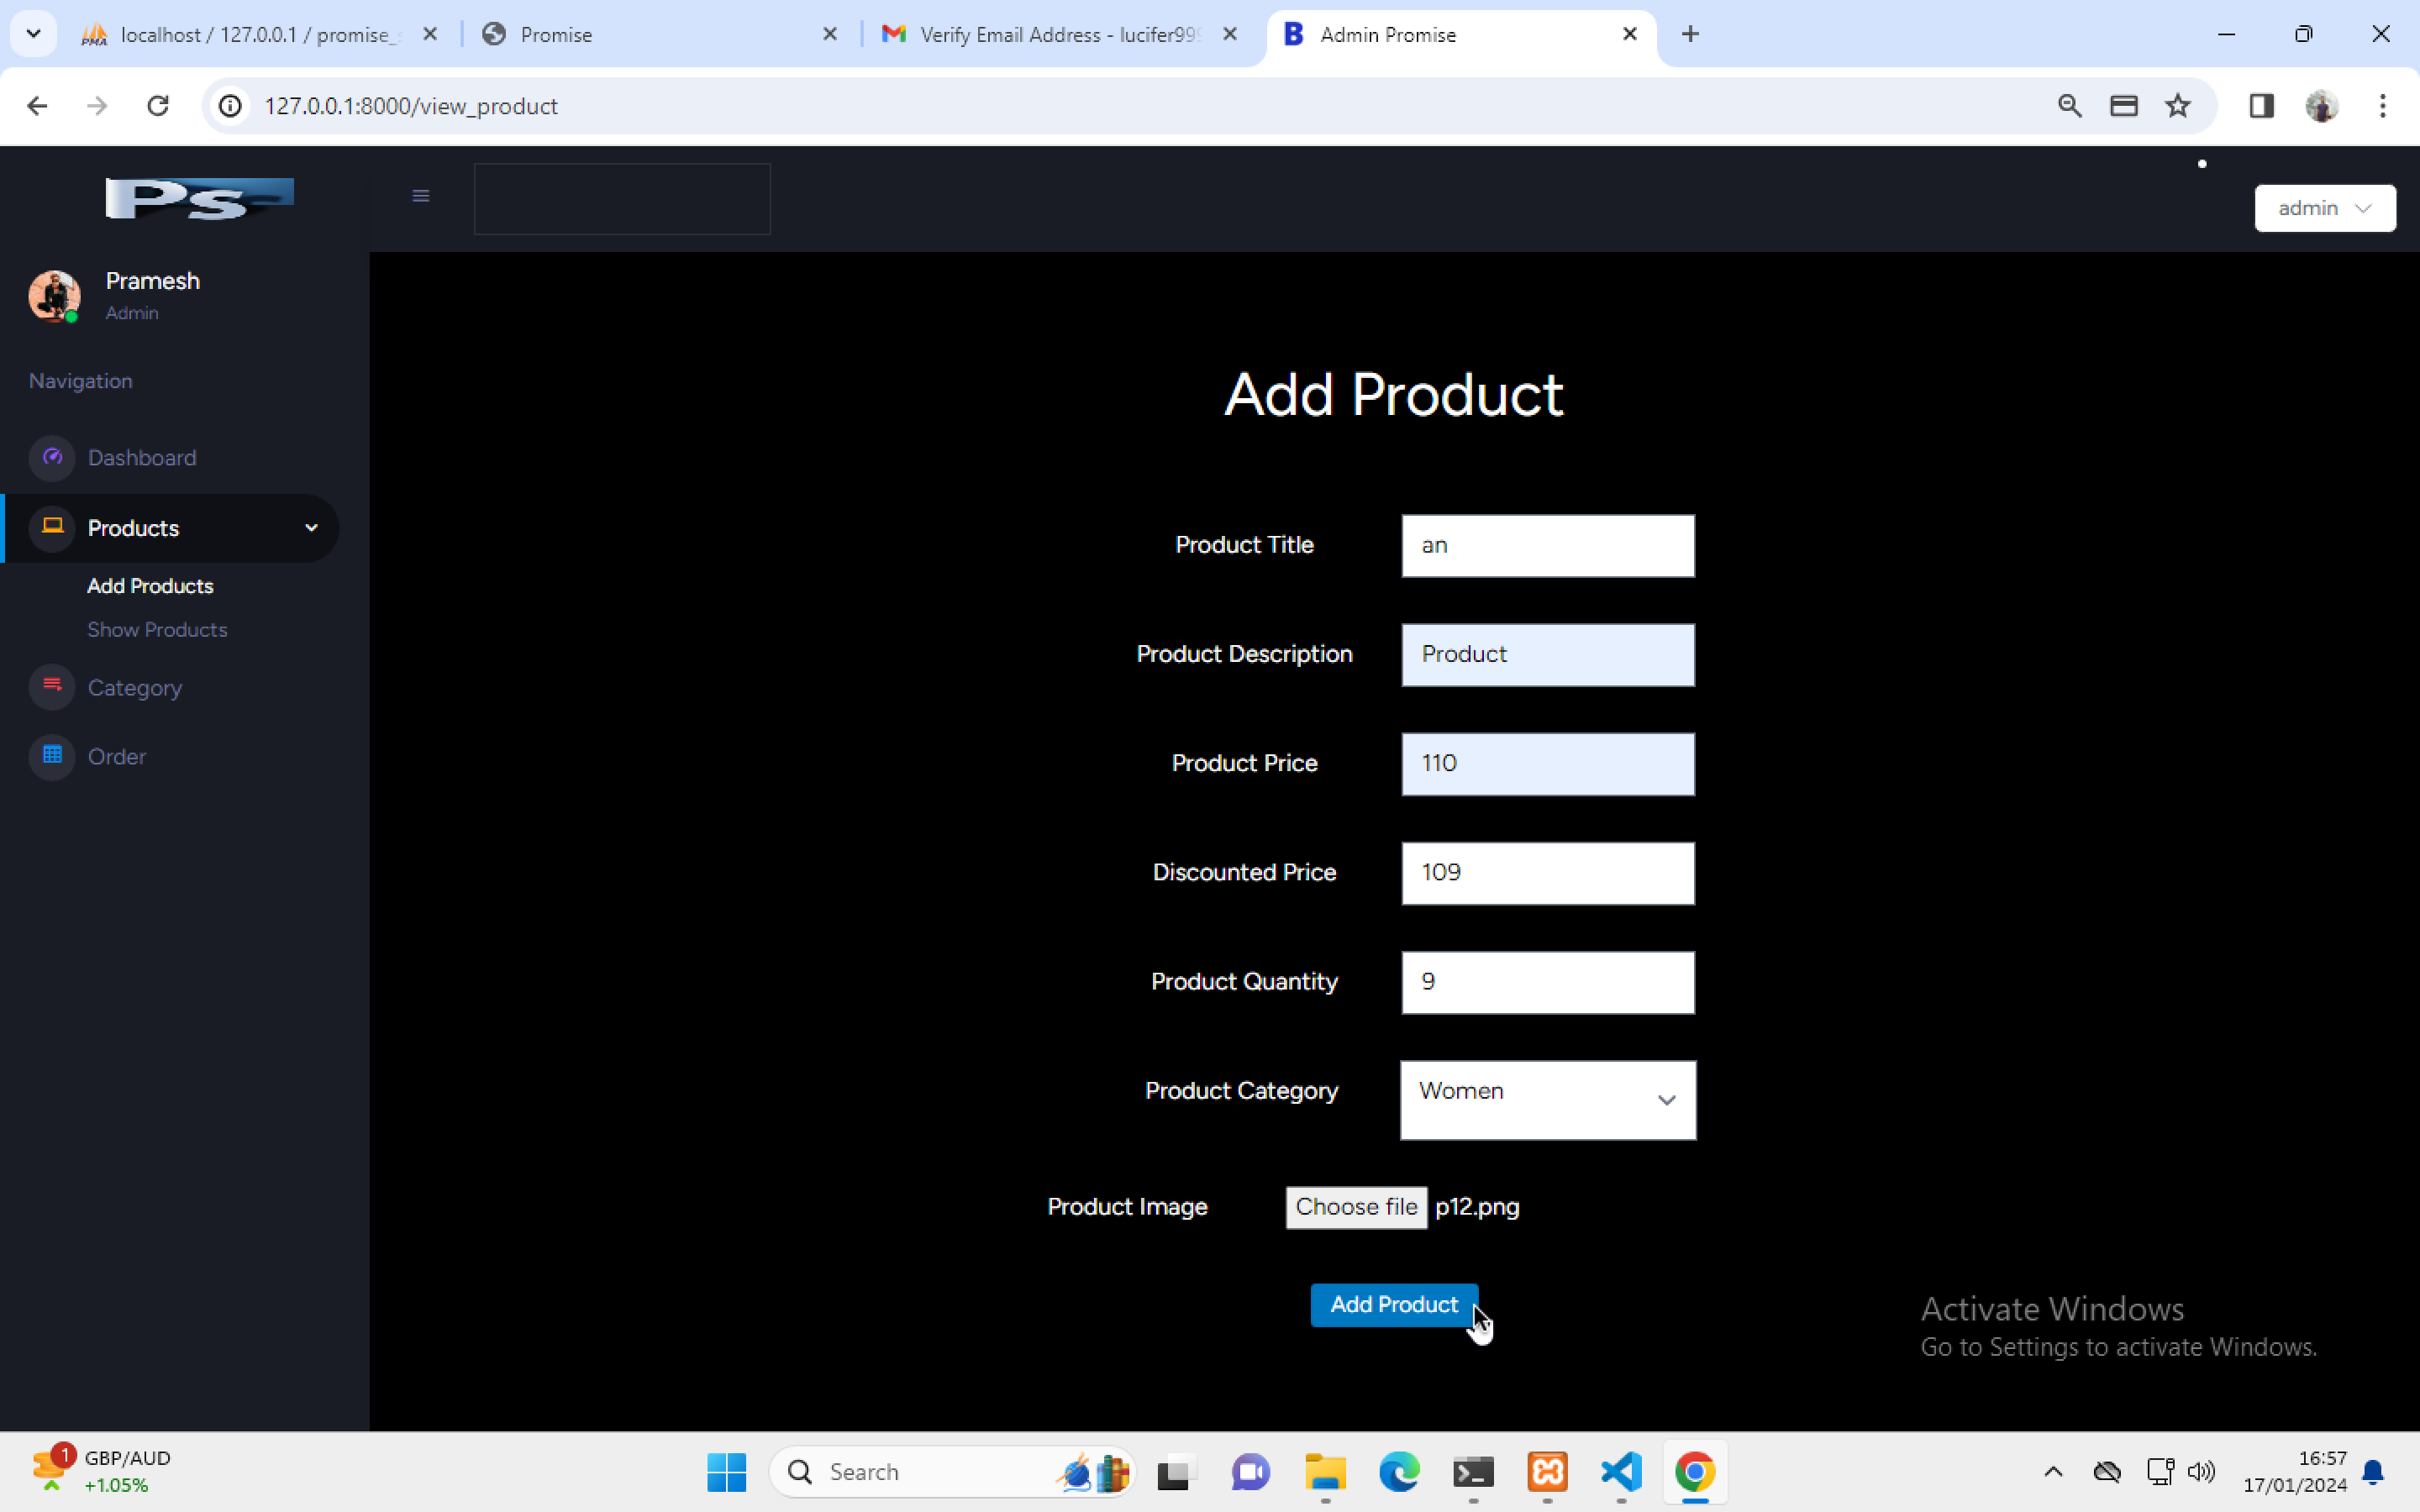 localhost / 127.0.0.1 / promise_
Promise
Verify Email Address - lucifer999
Admin Promise
127.0.0.1:8000/view_product
Ps
admin
Pramesh
Admin
Navigation
Dashboard
Products
Add Products
Show Products
Category
Order
Add Product
Product Title
an
Product Description
Product
Product Price
110
Discounted Price
109
Product Quantity
9
Product Category
Women
Product Image
Choose file p12.png
Add Product
Activate Windows
Go to Settings to activate Windows.
1
GBP/AUD
+1.05%
Search
16:57
17/01/2024